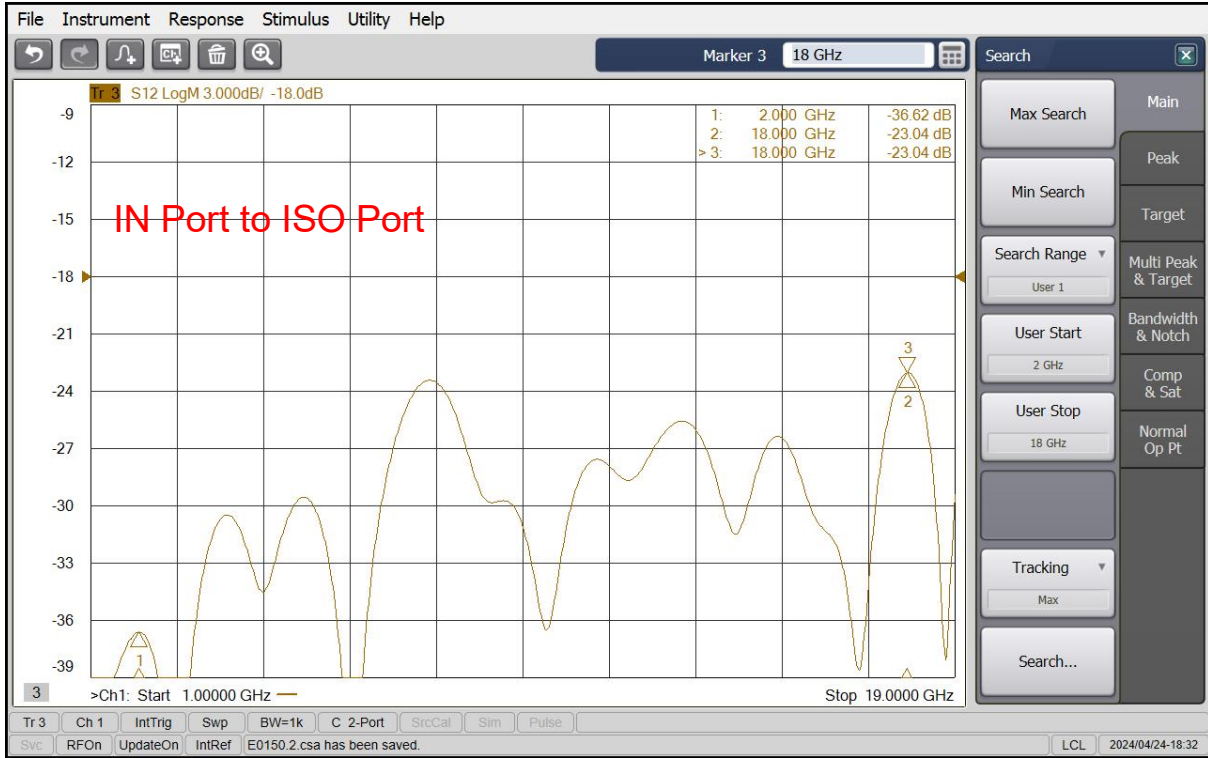 File Instrument Response Stimulus Utility Help
Marker 3 18 GHz
Search
Tr 3 S12 LogM 3.000dB/ -18.0dB
1: 2.000 GHz -36.62 dB
2: 18.000 GHz -23.04 dB
> 3: 18.000 GHz -23.04 dB
IN Port to ISO Port
-9
-12
-15
-18
-21
-24
-27
-30
-33
-36
-39
1
3
2
3
>Ch1: Start 1.00000 GHz
Stop 19.0000 GHz
Max Search
Min Search
Search Range
User 1
User Start
2 GHz
User Stop
18 GHz
Tracking
Max
Search...
Main
Peak
Target
Multi Peak
& Target
Bandwidth
& Notch
Comp
& Sat
Normal
Op Pt
Tr 3 Ch 1 IntTrig Swp BW=1k C 2-Port SrcCal Sim Pulse
Svc RFOn UpdateOn IntRef E0150.2.csa has been saved. LCL 2024/04/24-18:32